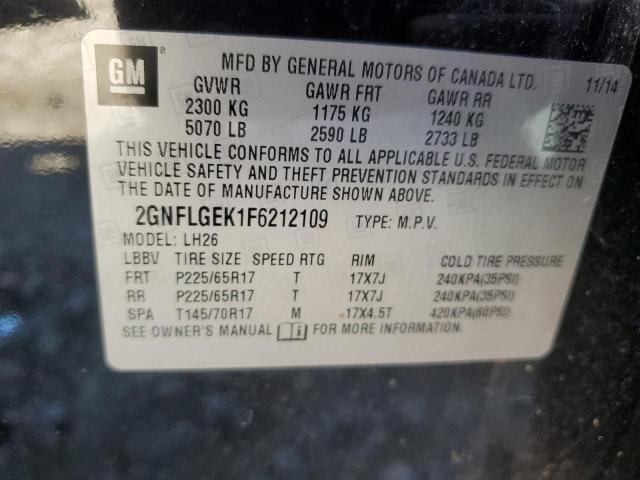 GM
MFD BY GENERAL MOTORS OF CANADA LTD. 11/14
GVWR GAWR FRT GAWR RR
2300 KG 1175 KG 1240 KG
5070 LB 2590 LB 2733 LB
THIS VEHICLE CONFORMS TO ALL APPLICABLE U.S. FEDERAL MOTOR
VEHICLE SAFETY AND THEFT PREVENTION STANDARDS IN EFFECT ON
THE DATE OF MANUFACTURE SHOWN ABOVE.
2GNFLGEK1F6212109 TYPE: M.P.V.
MODEL: LH26
LBBV TIRE SIZE SPEED RTG RIM COLD TIRE PRESSURE
FRT P225/65R17 T 17X7J 240KPA(35PSI)
RR P225/65R17 T 17X7J 240KPA(35PSI)
SPA T145/70R17 M 17X4.5T 420KPA(60PSI)
SEE OWNER'S MANUAL FOR MORE INFORMATION